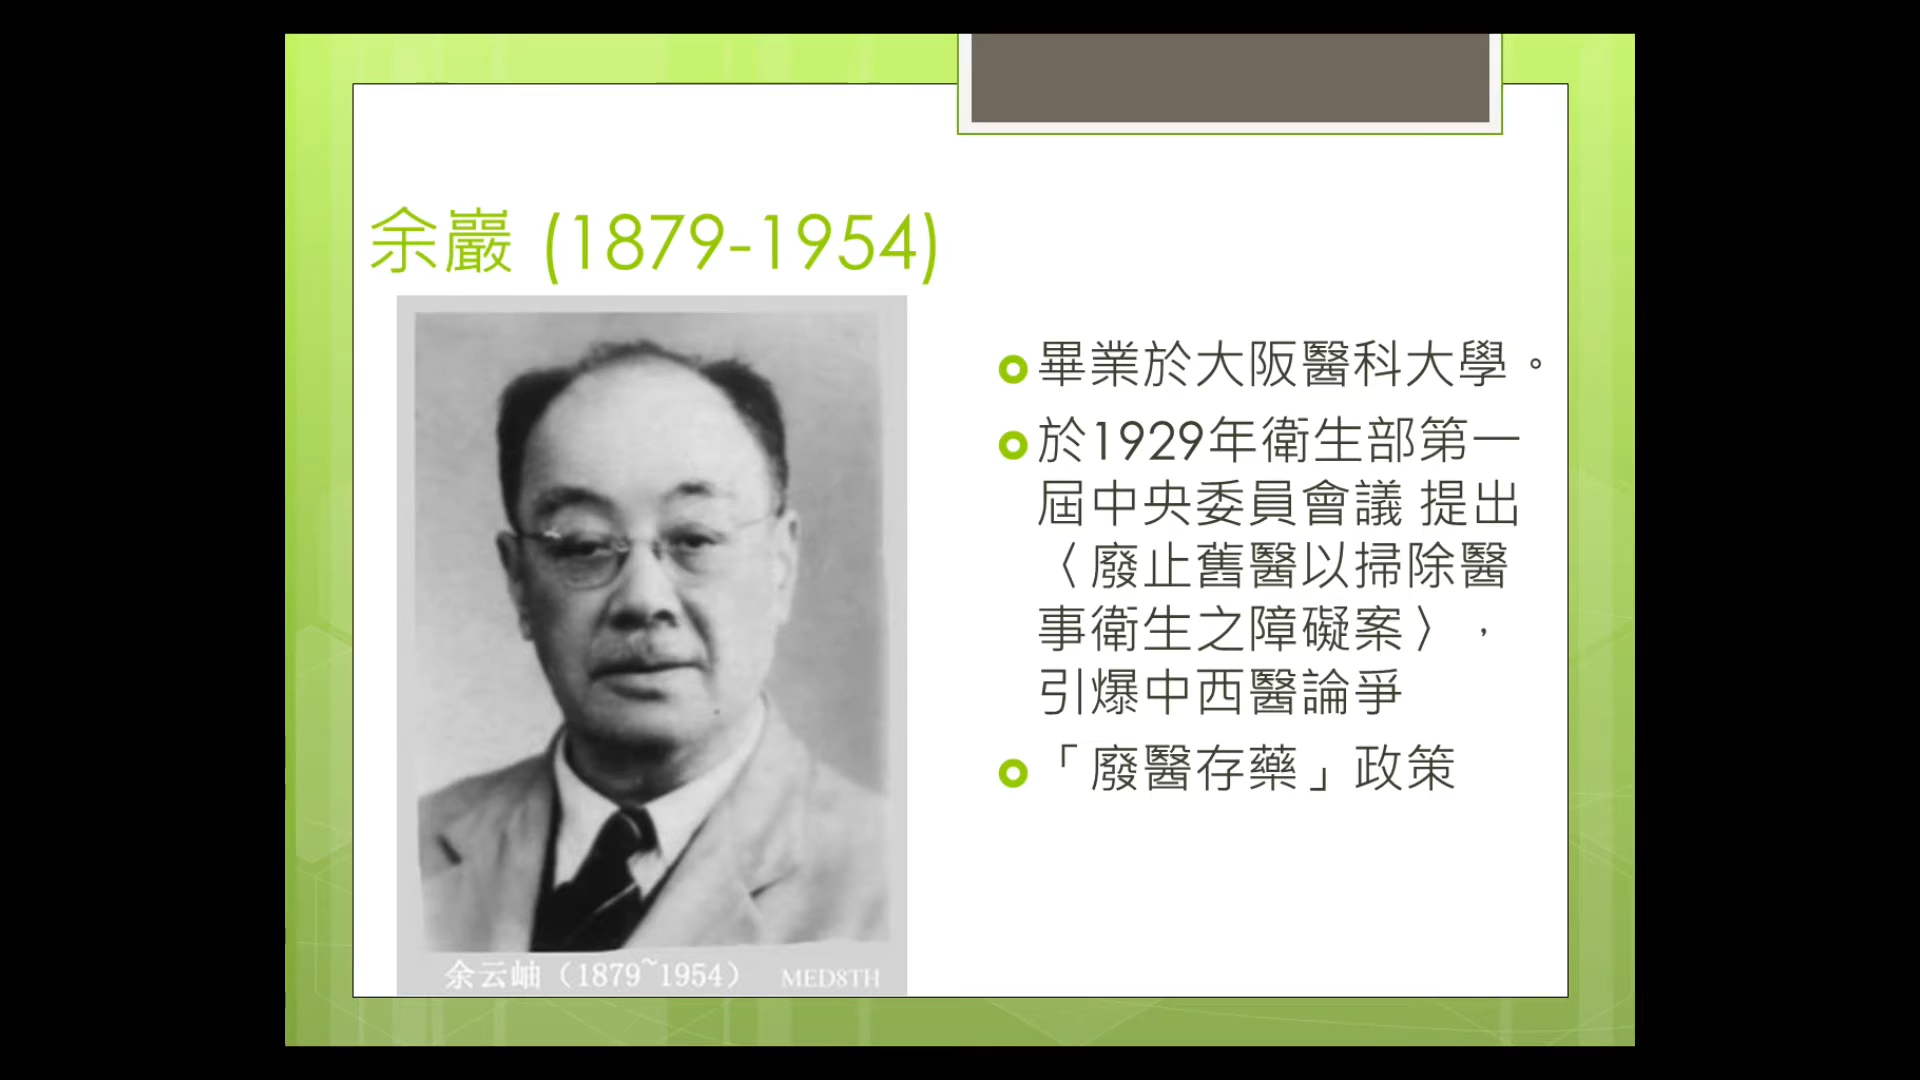 余巖 (1879-1954)
畢業於大阪醫科大學。
於1929年衛生部第一
屆中央委員會議 提出
〈廢止舊醫以掃除醫
事衛生之障礙案〉，
引爆中西醫論爭
「廢醫存藥」政策
余云岫（1879~1954） MED8TH